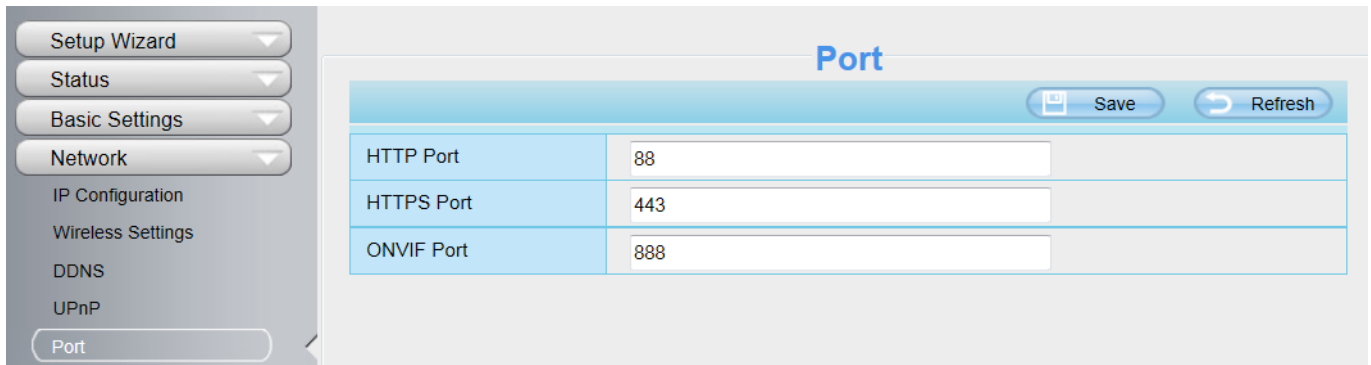 Setup Wizard
Status
Basic Settings
Network
IP Configuration
Wireless Settings
DDNS
UPnP
Port
Port
Save Refresh
HTTP Port 88
HTTPS Port 443
ONVIF Port 888